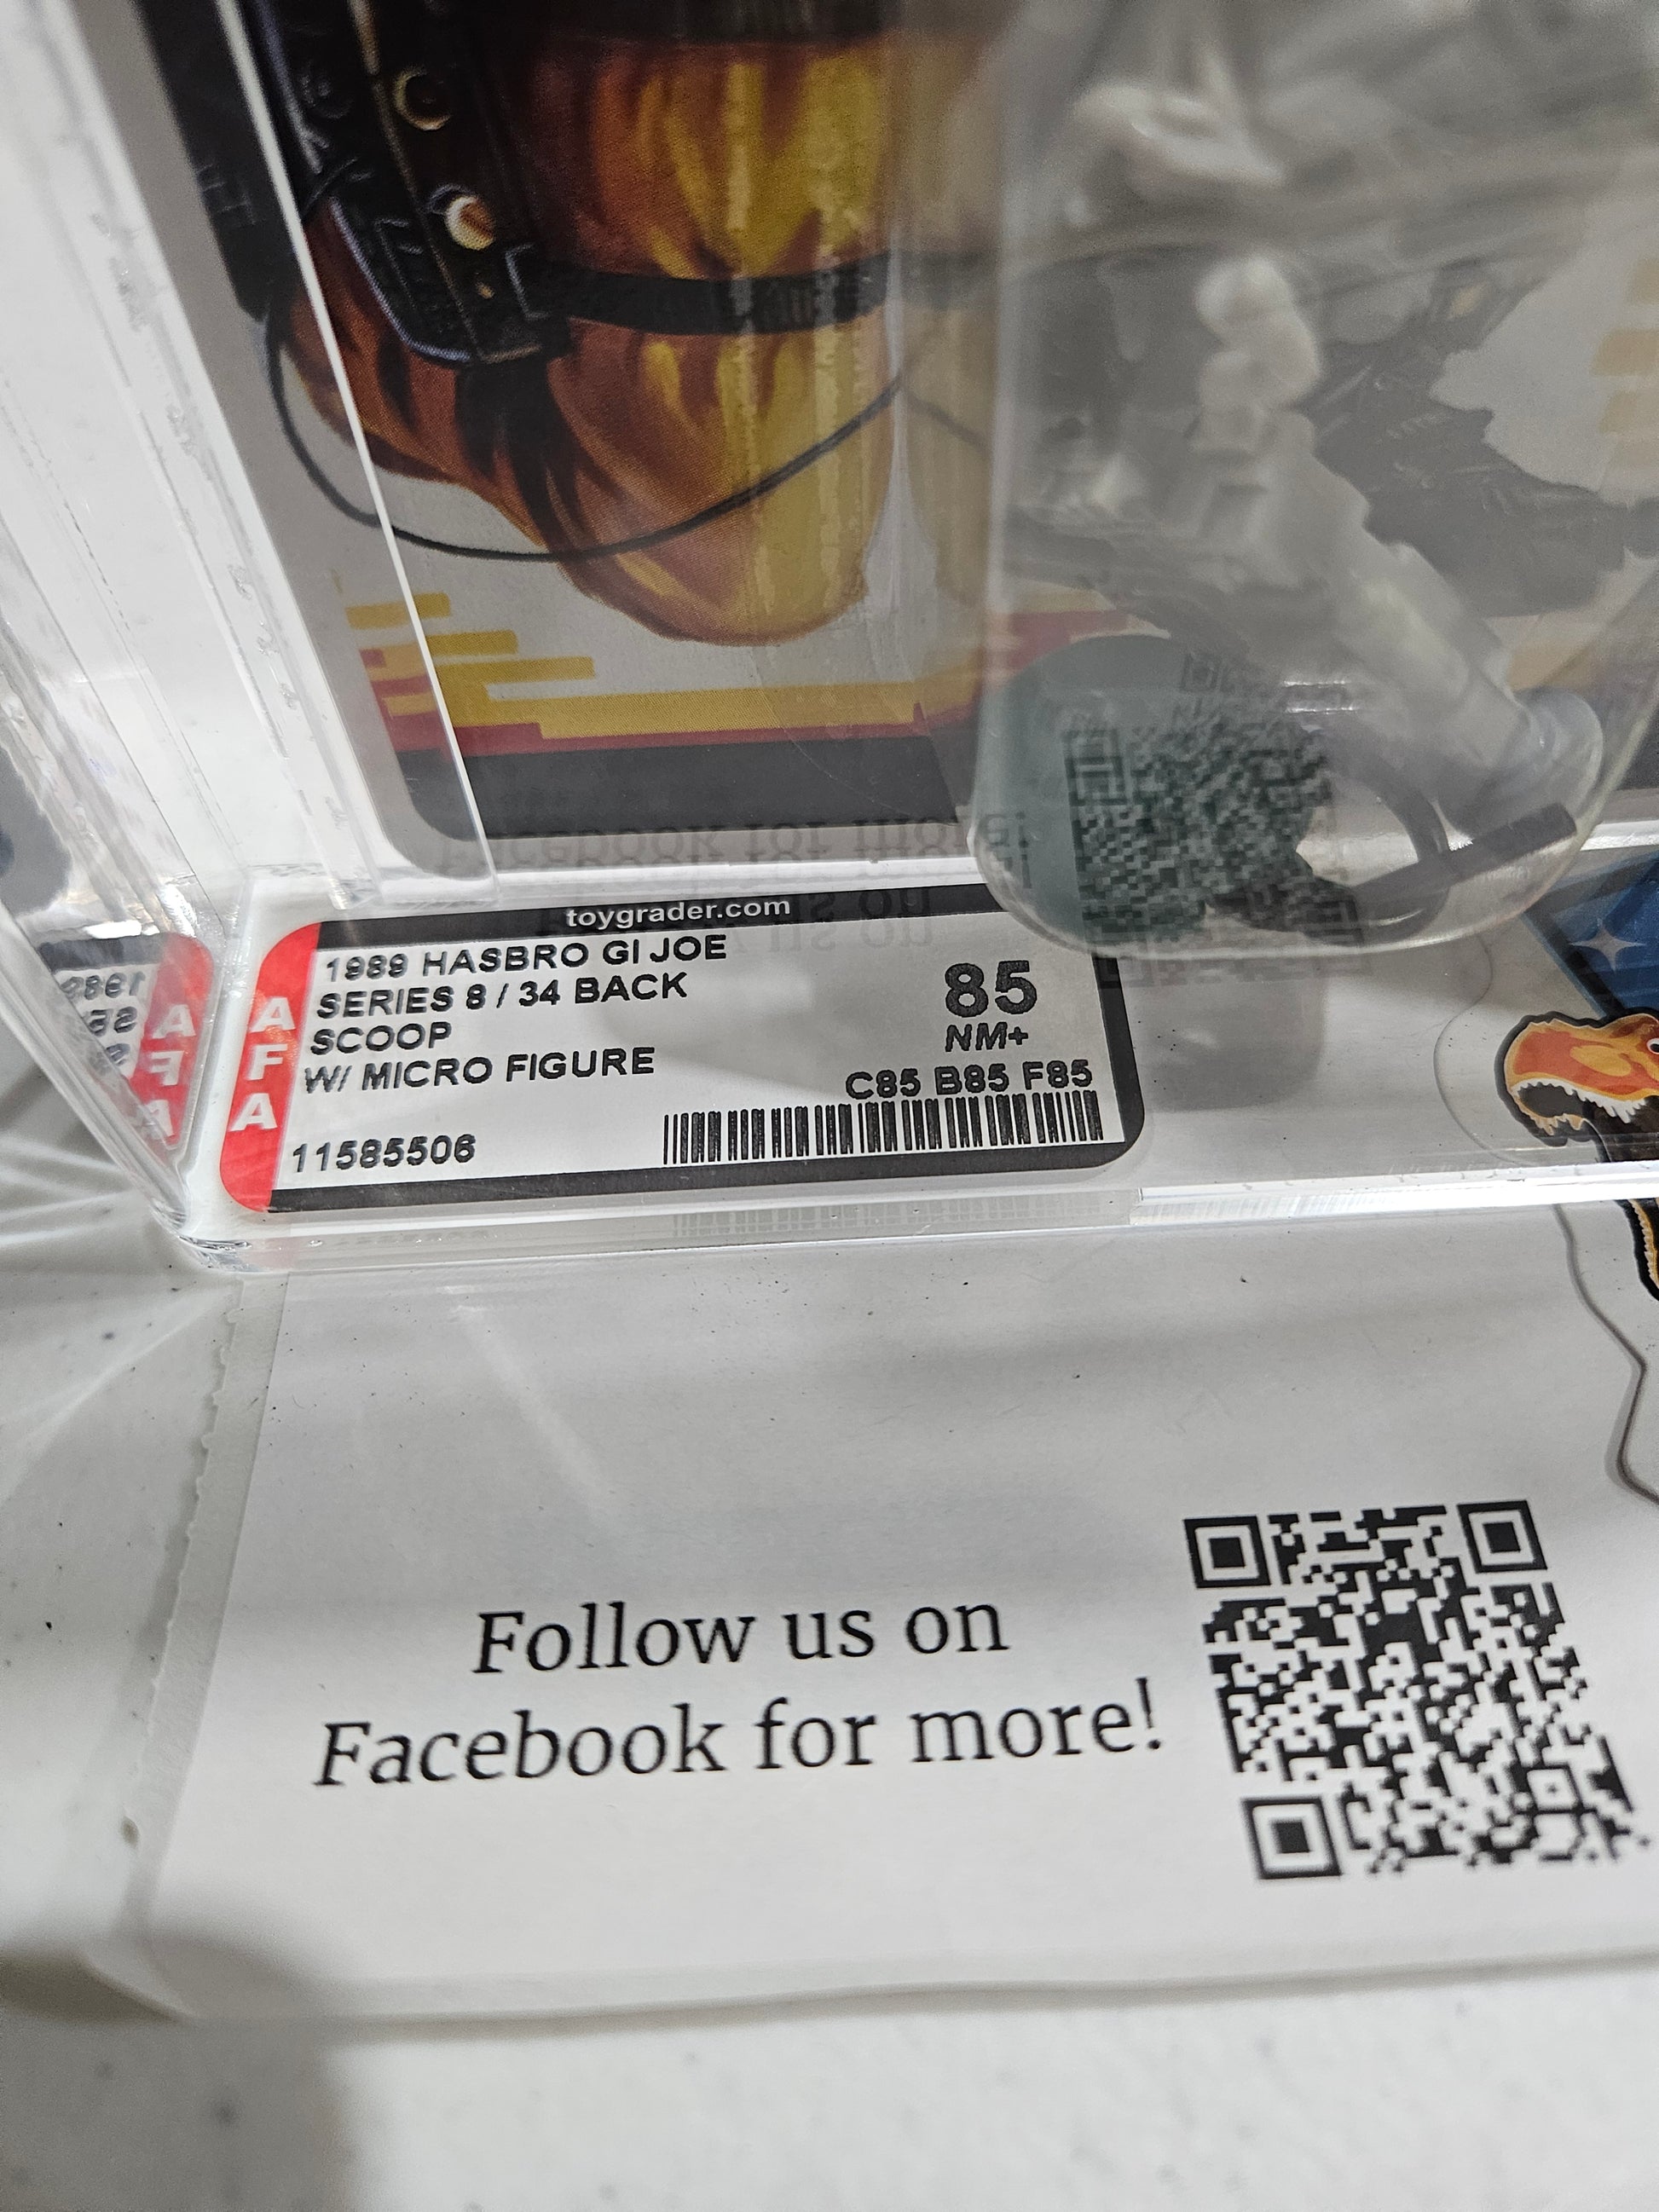 toygrader.com
AFA
1989 HASBRO GI JOE
SERIES 8 / 34 BACK
SCOOP
W/ MICRO FIGURE
85
NM+
C85 B85 F85
11585506
Follow us on
Facebook for more!